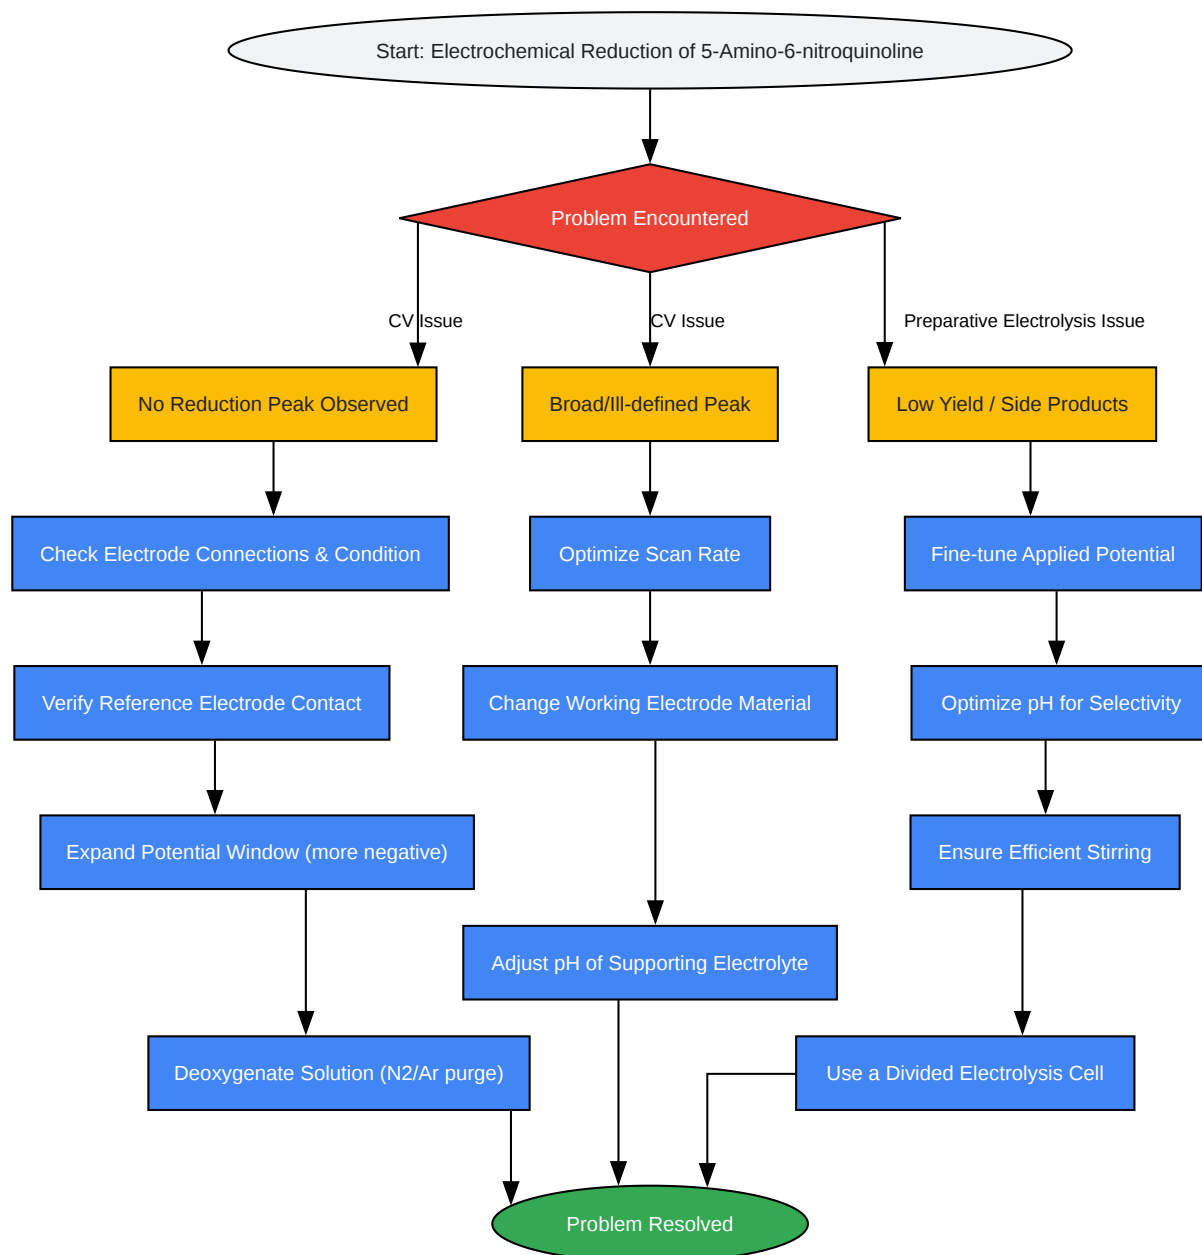 Start: Electrochemical Reduction of 5-Amino-6-nitroquinoline
Problem Encountered
CV Issue
CV Issue
Preparative Electrolysis Issue
No Reduction Peak Observed
Broad/Ill-defined Peak
Low Yield / Side Products
Check Electrode Connections & Condition
Optimize Scan Rate
Fine-tune Applied Potential
Verify Reference Electrode Contact
Change Working Electrode Material
Optimize pH for Selectivity
Expand Potential Window (more negative)
Ensure Efficient Stirring
Adjust pH of Supporting Electrolyte
Deoxygenate Solution (N2/Ar purge)
Use a Divided Electrolysis Cell
Problem Resolved